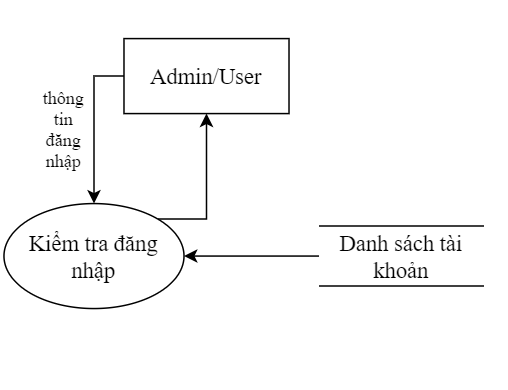 Admin/User
thông
tin
đăng
nhập
Kiểm tra đăng
nhập
Danh sách tài
khoản